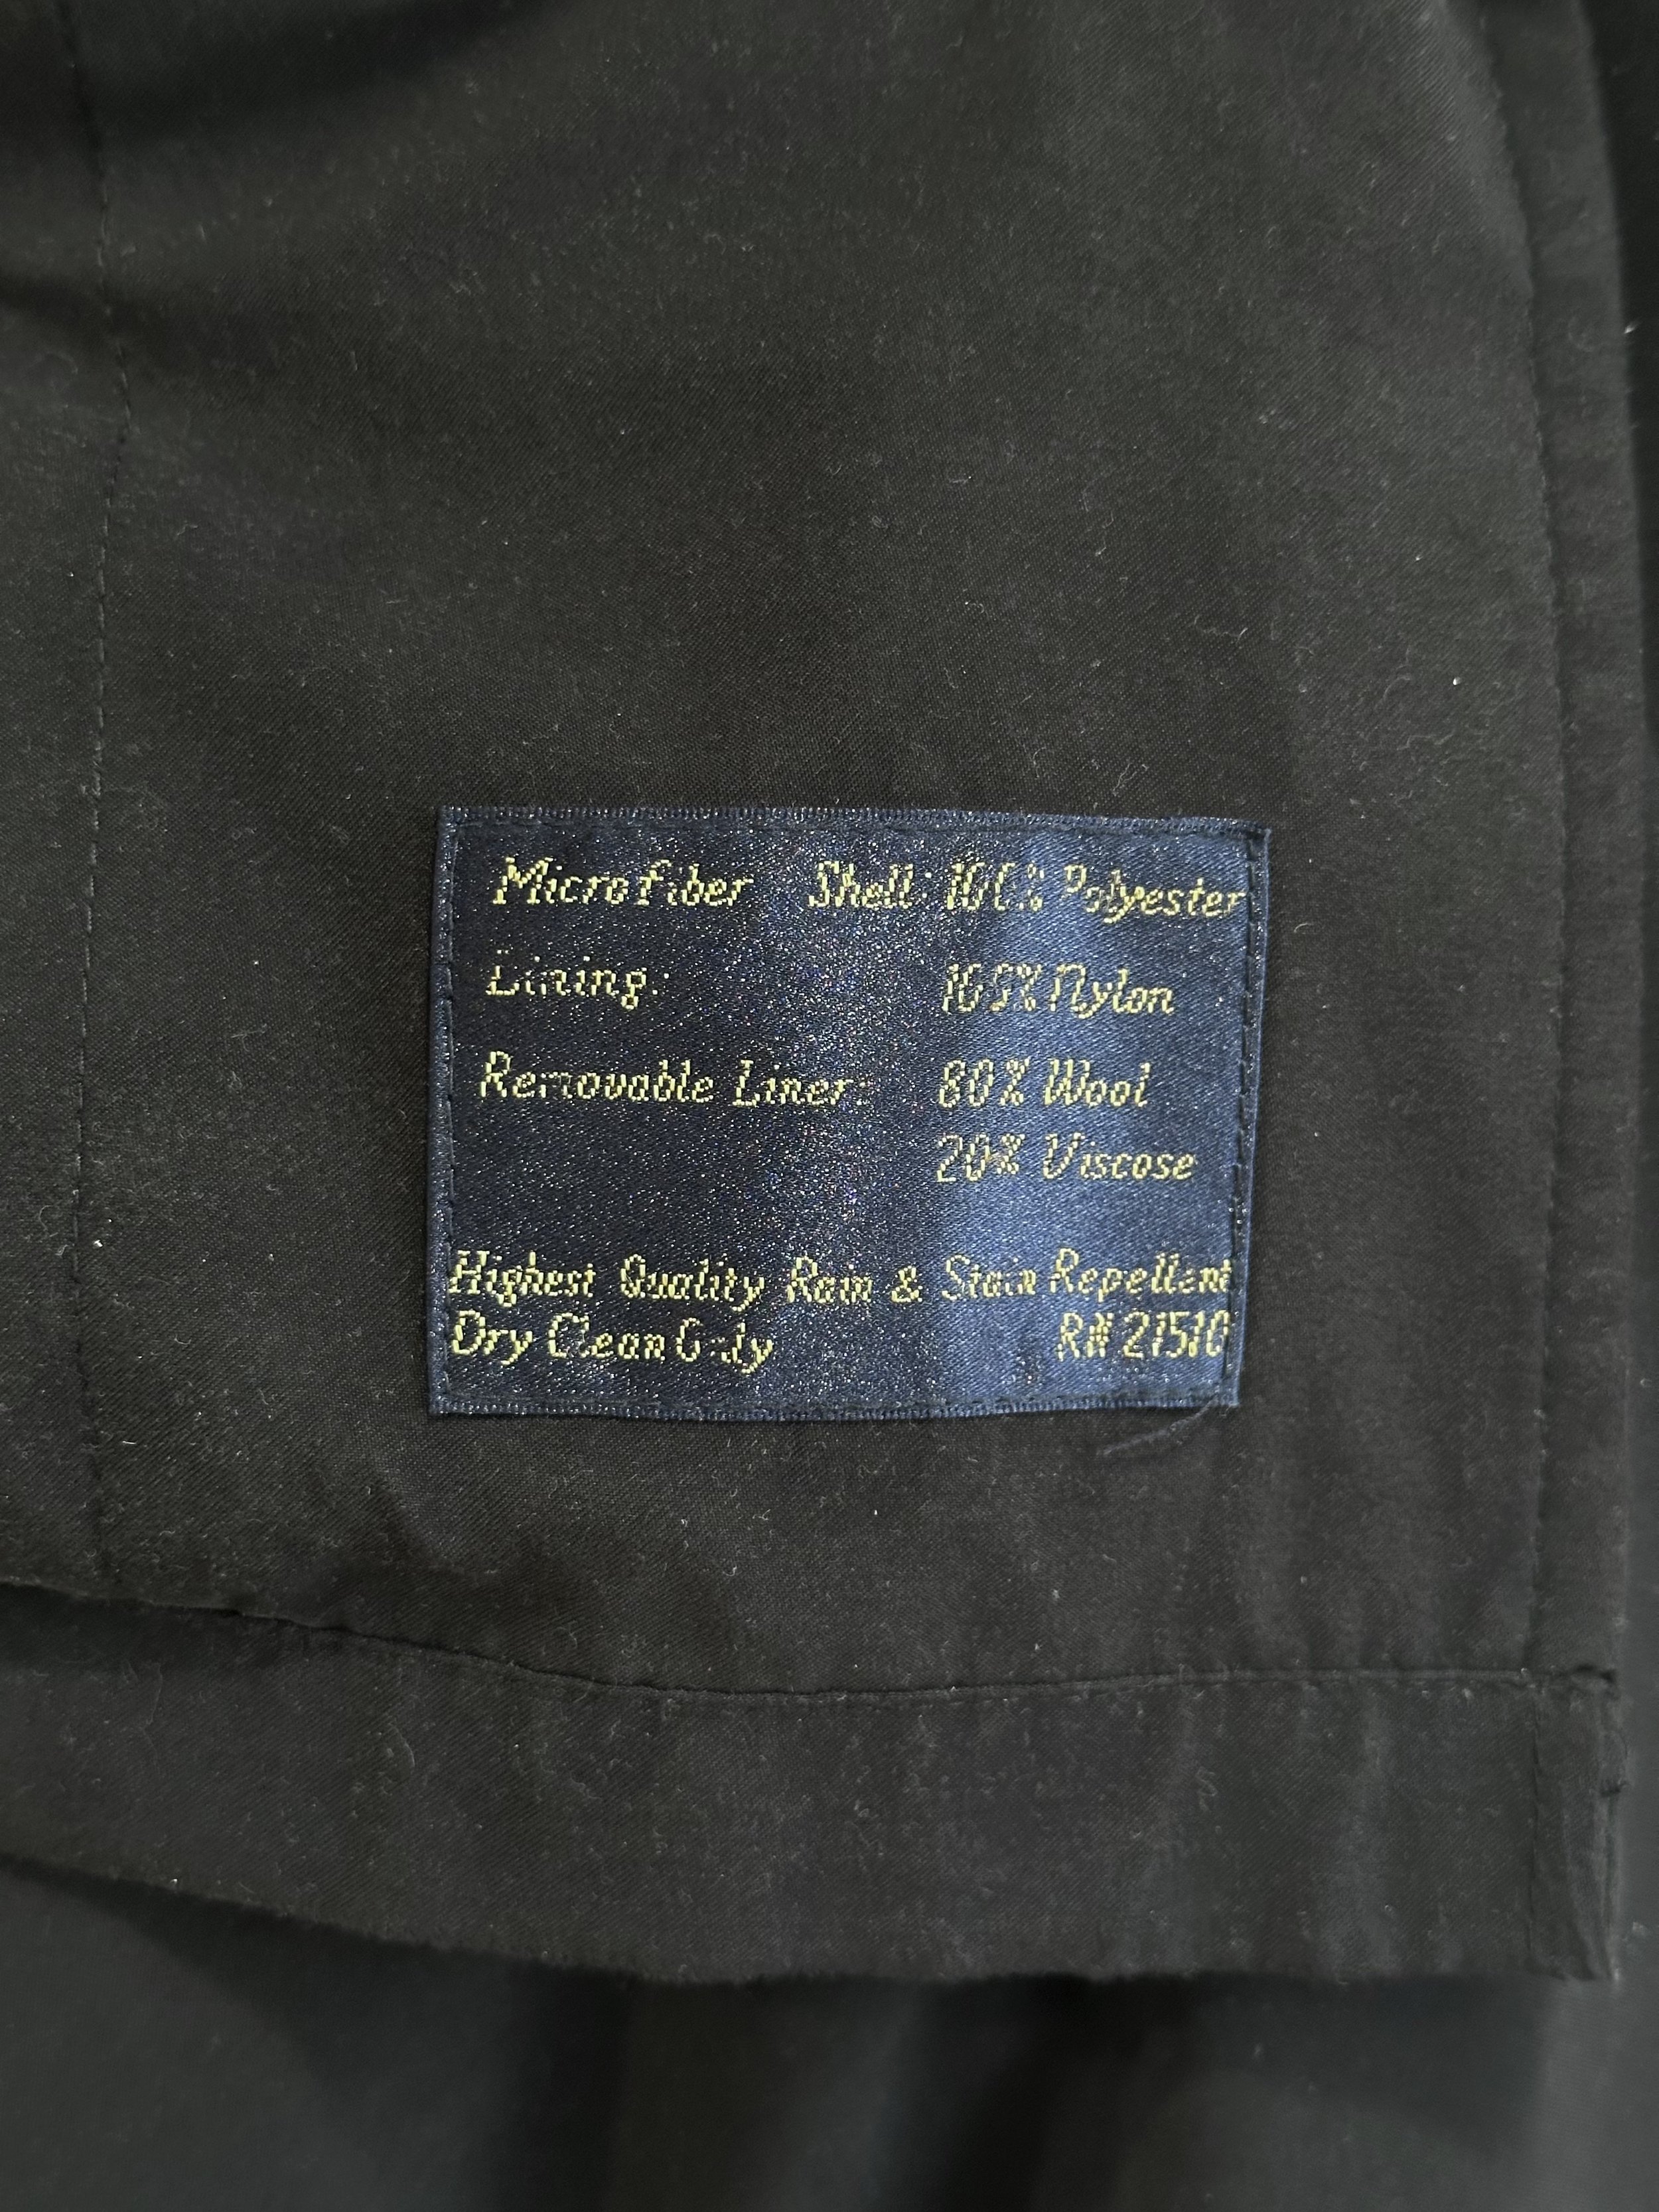 Microfiber Shell: 100% Polyester
Lining: 100% Nylon
Removable Liner: 80% Wool
20% Viscose
Highest Quality Rain & Stain Repellent
Dry Clean Only RN 21510